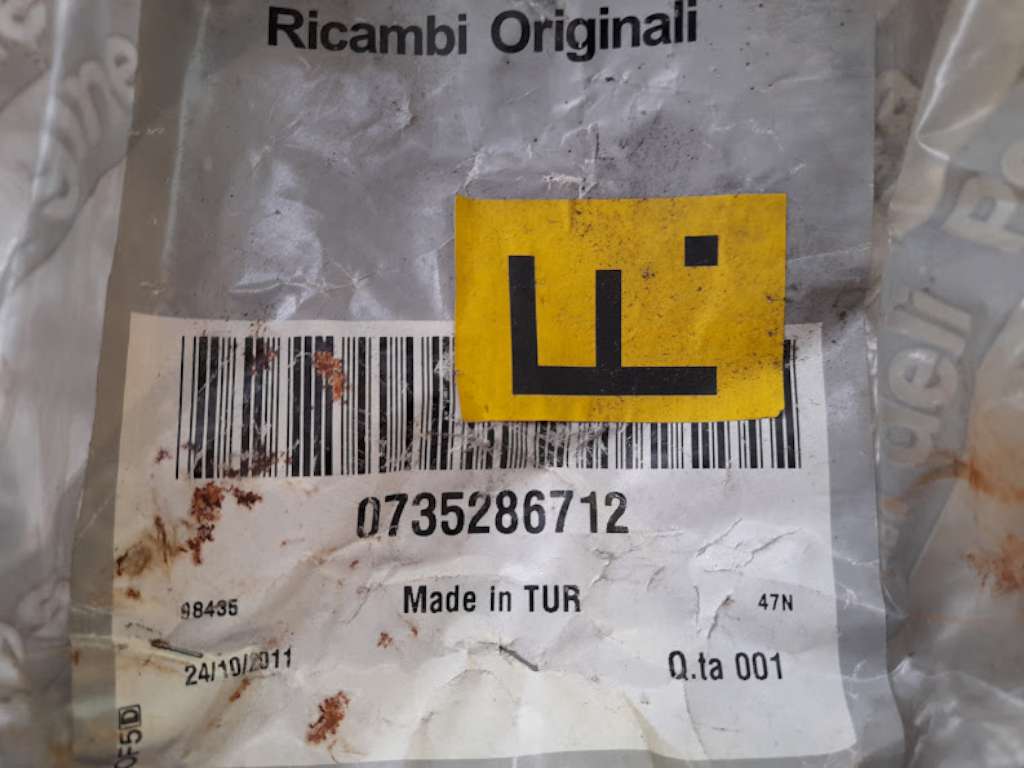 Ricambi Originali
0735286712
98435
Made in TUR
47N
24/10/2011
Q.ta 001